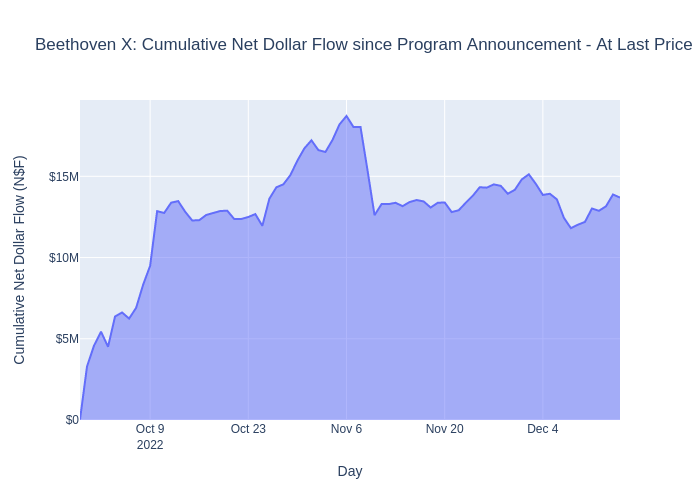 Beethoven X: Cumulative Net Dollar Flow since Program Announcement - At Last Price
Cumulative Net Dollar Flow (N$F)
$15M
$10M
$5M
$0
Oct 9
2022
Oct 23
Nov 6
Nov 20
Dec 4
Day